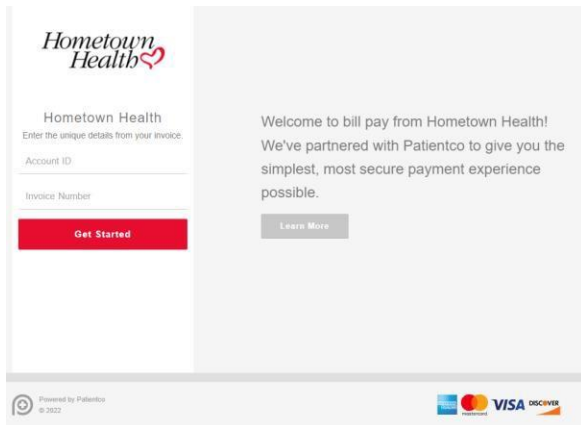 Hometown
Health
Hometown Health
Enter the unique details from your invoice.
Account ID
Invoice Number
Get Started
Welcome to bill pay from Hometown Health!
We've partnered with Patientco to give you the
simplest, most secure payment experience
possible.
Learn More
Powered by Patientco
© 2022
mastercard
VISA
DISCOVER